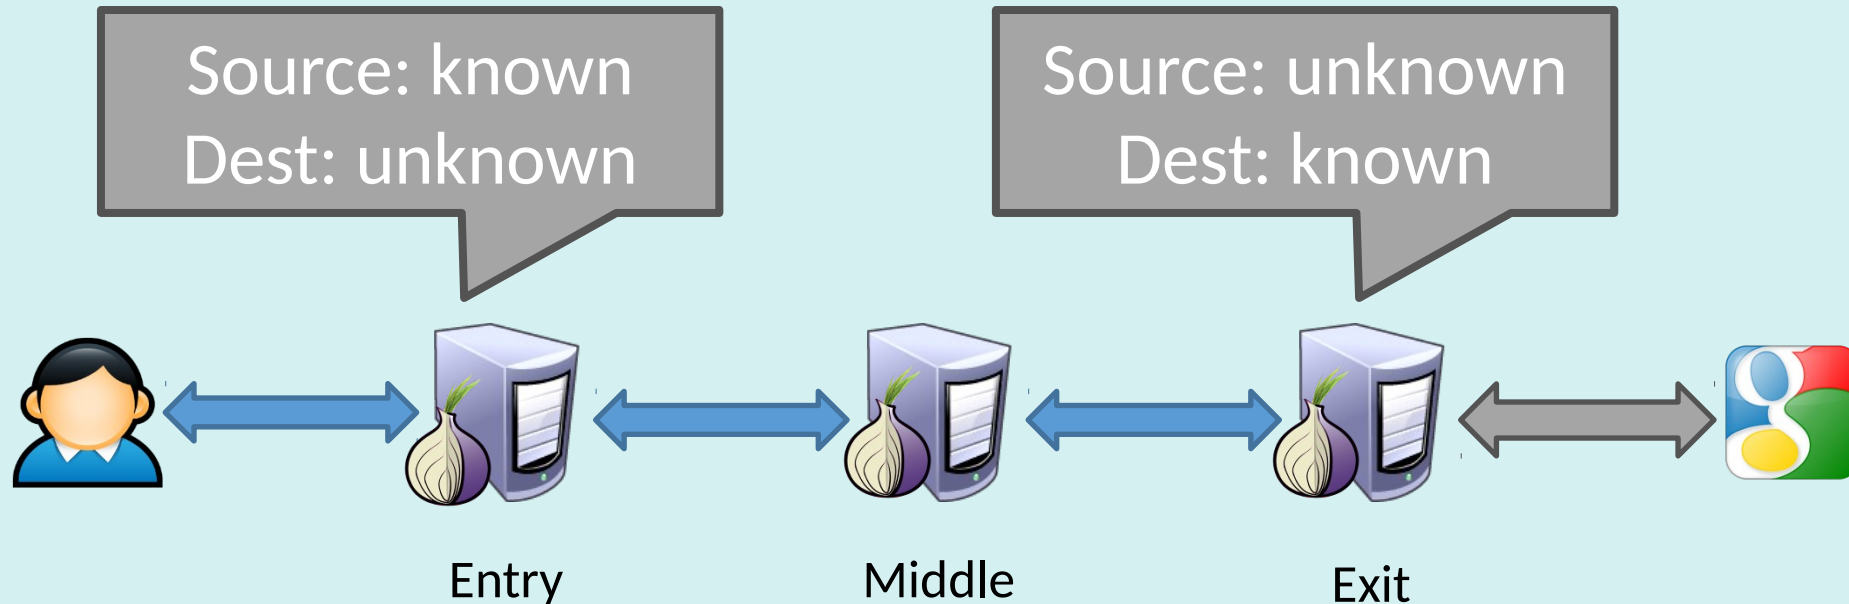 Source: known
Dest: unknown
Source: unknown
Dest: known
Entry
Middle
Exit